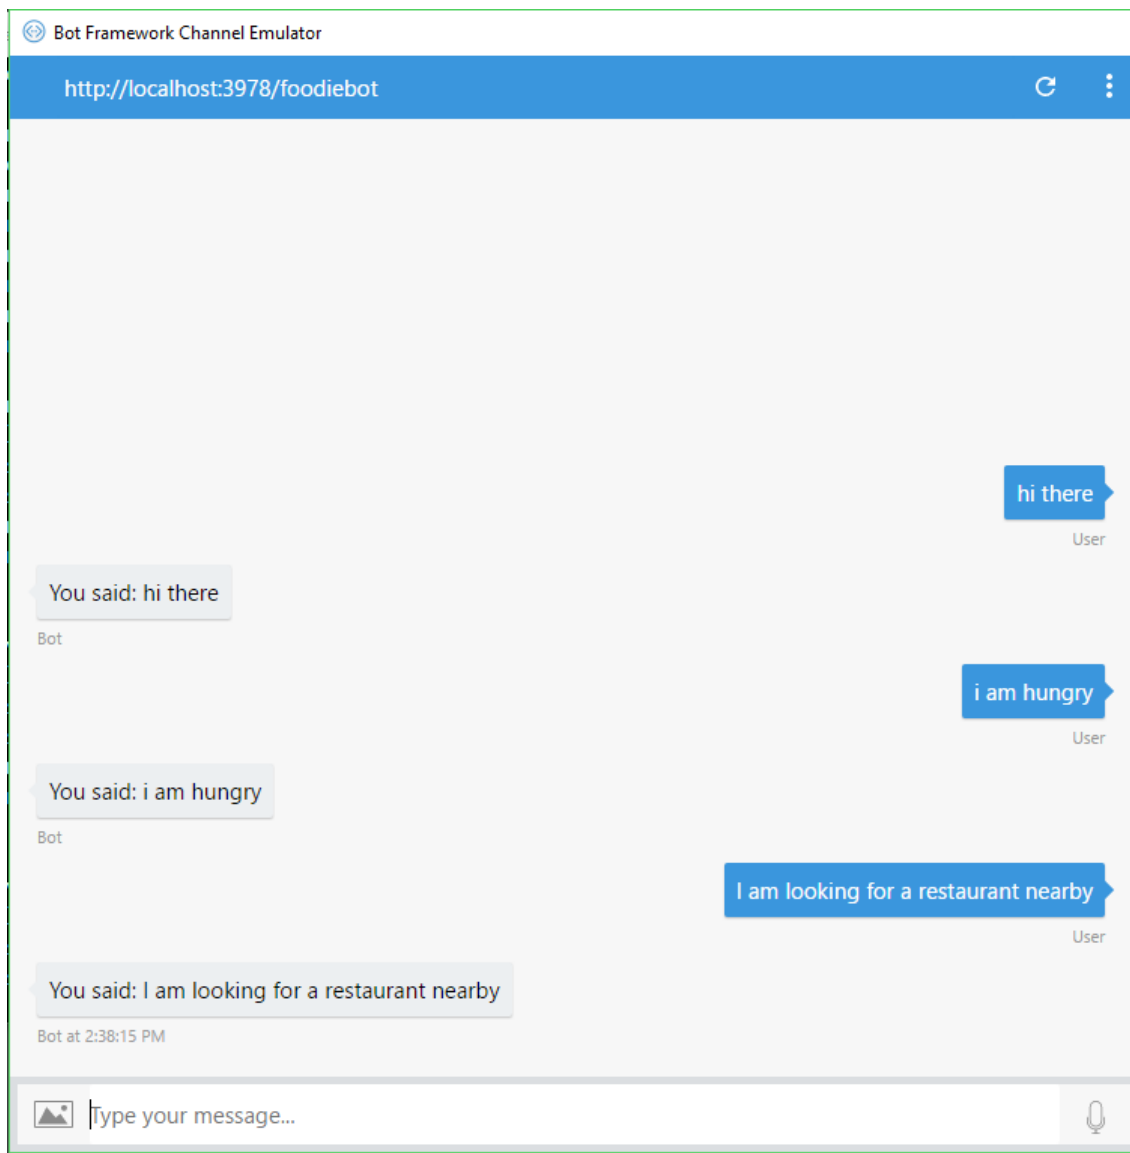 Bot Framework Channel Emulator
http://localhost:3978/foodiebot
hi there
User
You said: hi there
Bot
i am hungry
User
You said: i am hungry
Bot
I am looking for a restaurant nearby
User
You said: I am looking for a restaurant nearby
Bot at 2:38:15 PM
Type your message...